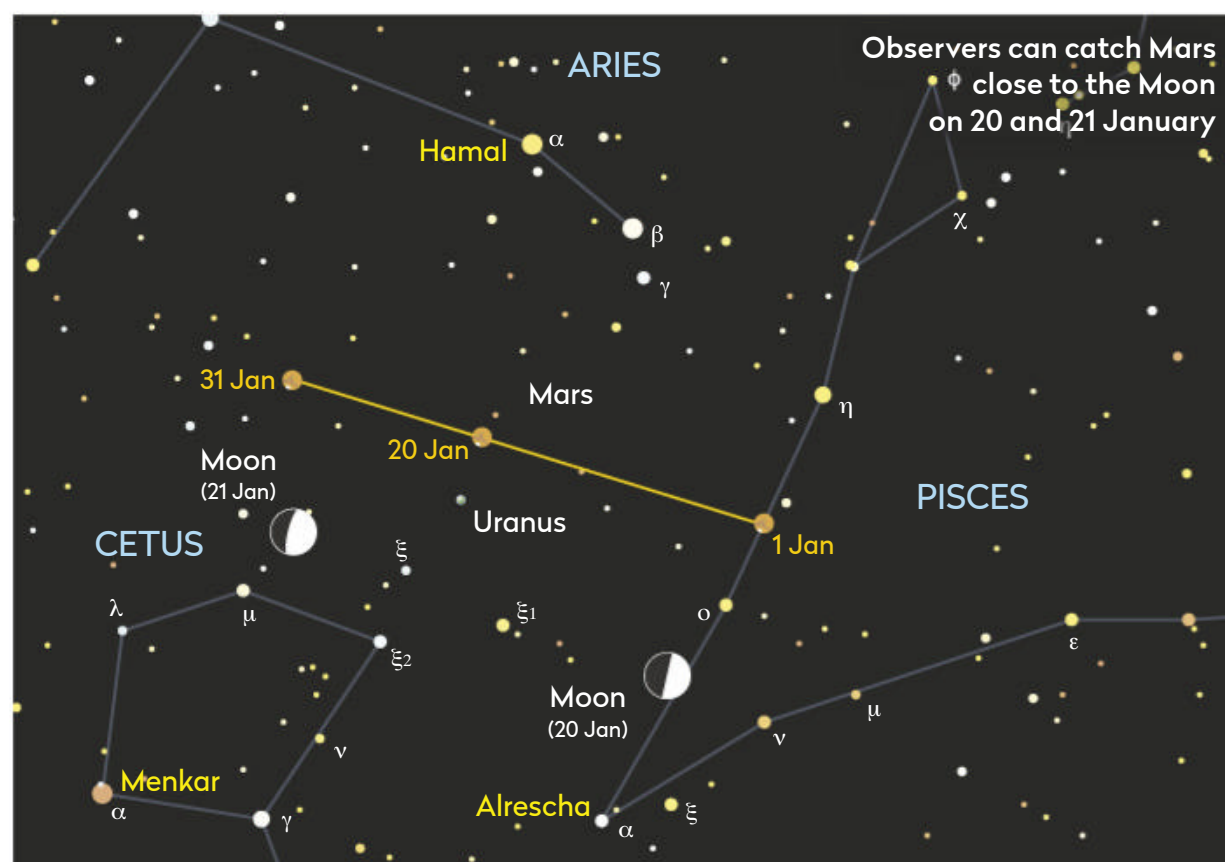 ARIES
Observers can catch Mars
close to the Moon
on 20 and 21 January
ϕ
η
α
Hamal
χ
β
γ
31 Jan
Mars
η
20 Jan
Moon
(21 Jan)
PISCES
Uranus
CETUS
1 Jan
ξ
λ
μ
ο
ξ1
ε
ξ2
Moon
(20 Jan)
μ
ν
ν
Menkar
α
Alrescha
ξ
γ
α